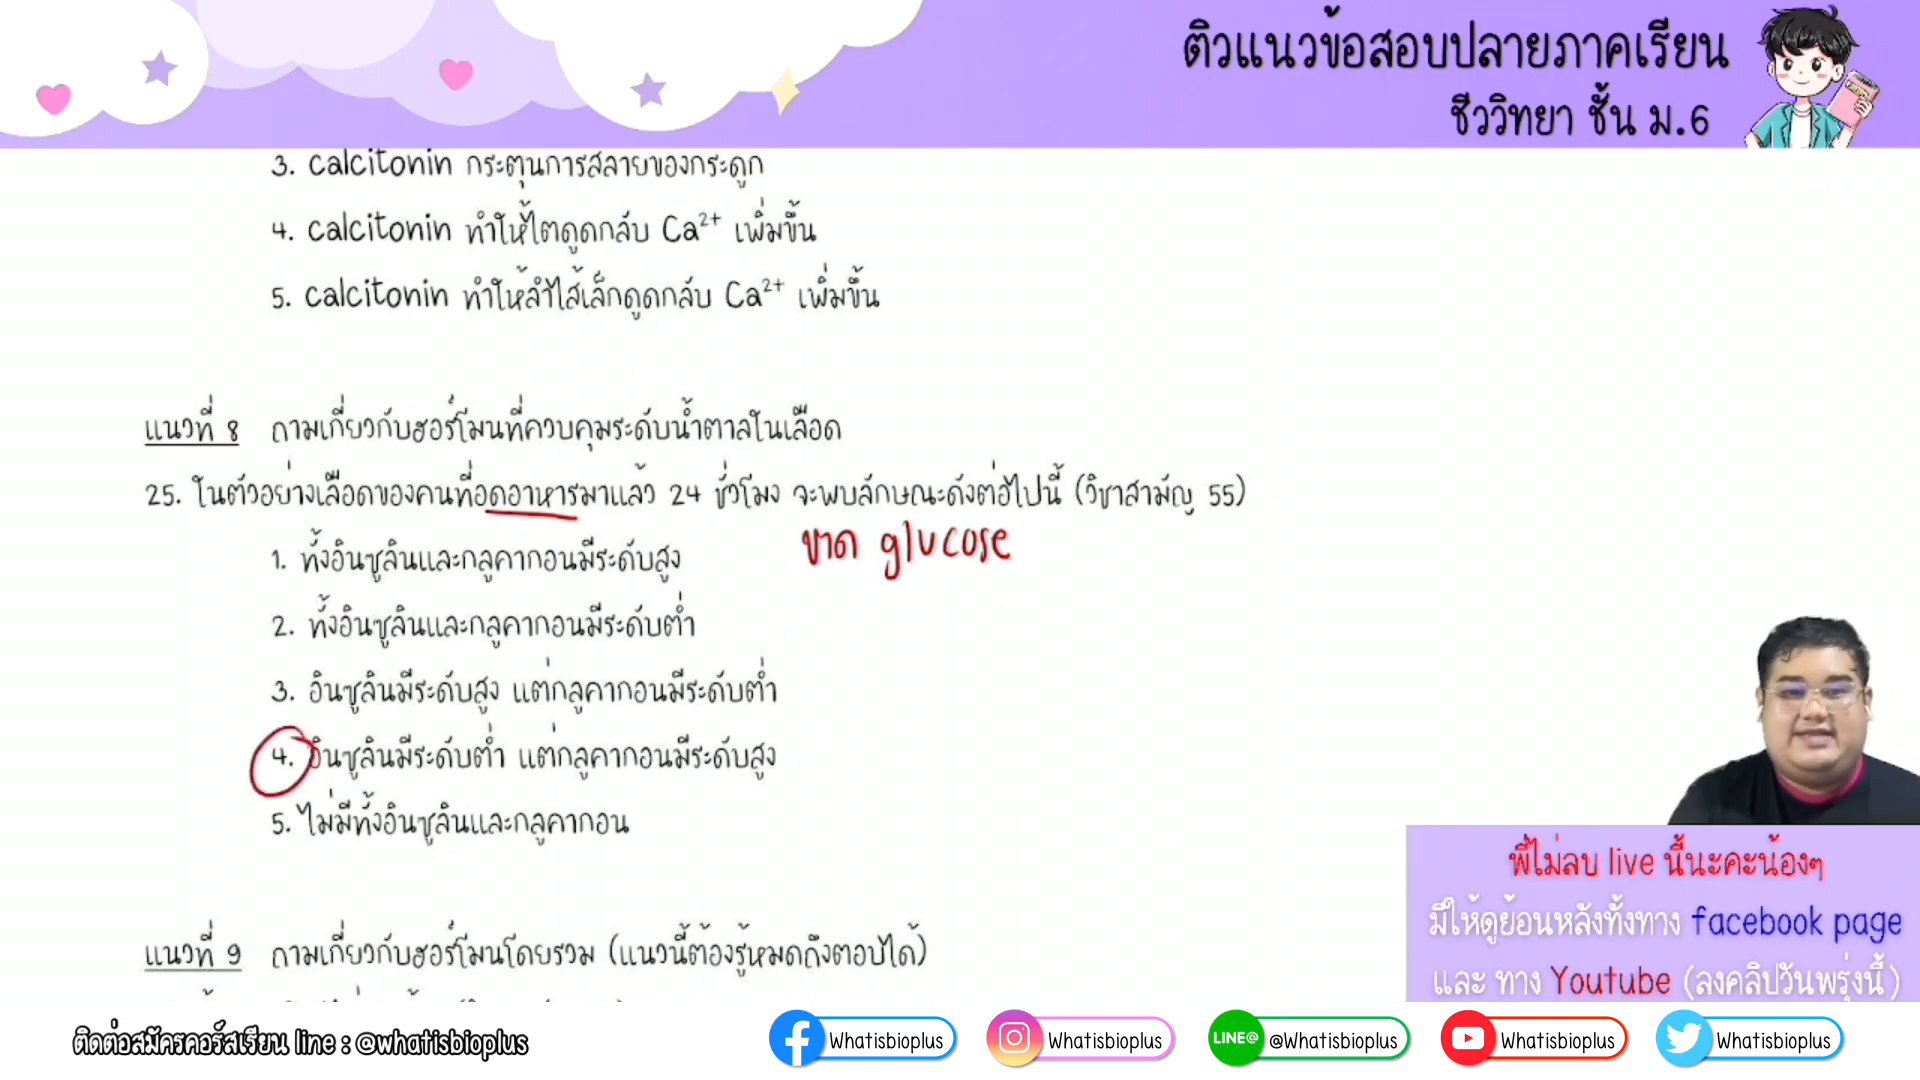 ติวแนวข้อสอบปลายภาคเรียน
ชีววิทยา ชั้น ม.6
3. calcitonin กระตุ้นการสลายของกระดูก
4. calcitonin ทำให้ไตดูดกลับ Ca²⁺ เพิ่มขึ้น
5. calcitonin ทำให้ลำไส้เล็กดูดกลับ Ca²⁺ เพิ่มขึ้น
แนวที่ 8 ถามเกี่ยวกับฮอร์โมนที่ควบคุมระดับน้ำตาลในเลือด
25. ในตัวอย่างเลือดของคนที่อดอาหารมาแล้ว 24 ชั่วโมง จะพบลักษณะดังต่อไปนี้ (วิชาสามัญ 55)
ขาด glucose
1. ทั้งอินซูลินและกลูคากอนมีระดับสูง
2. ทั้งอินซูลินและกลูคากอนมีระดับต่ำ
3. อินซูลินมีระดับสูง แต่กลูคากอนมีระดับต่ำ
4. อินซูลินมีระดับต่ำ แต่กลูคากอนมีระดับสูง
5. ไม่มีทั้งอินซูลินและกลูคากอน
แนวที่ 9 ถามเกี่ยวกับฮอร์โมนโดยรวม (แนวนี้ต้องรู้หมดถึงตอบได้)
พี่ไม่ลบ live นี้นะคะน้องๆ
มีให้ดูย้อนหลังทั้งทาง facebook page
และ ทาง Youtube (ลงคลิปวันพรุ่งนี้)
ติดต่อสมัครคอร์สเรียน line : @whatisbioplus
Whatisbioplus
Whatisbioplus
LINE@ @Whatisbioplus
Whatisbioplus
Whatisbioplus